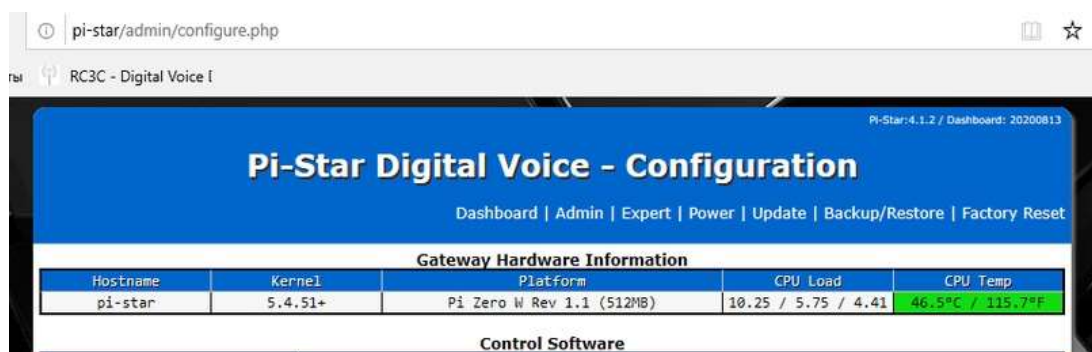 pi-star/admin/configure.php
ты RC3C - Digital Voice [
Pi-Star:4.1.2 / Dashboard: 20200813
Pi-Star Digital Voice - Configuration
Dashboard | Admin | Expert | Power | Update | Backup/Restore | Factory Reset
Gateway Hardware Information
Hostname Kernel Platform CPU Load CPU Temp
pi-star 5.4.51+ Pi Zero W Rev 1.1 (512MB) 10.25 / 5.75 / 4.41 46.5°C / 115.7°F
Control Software